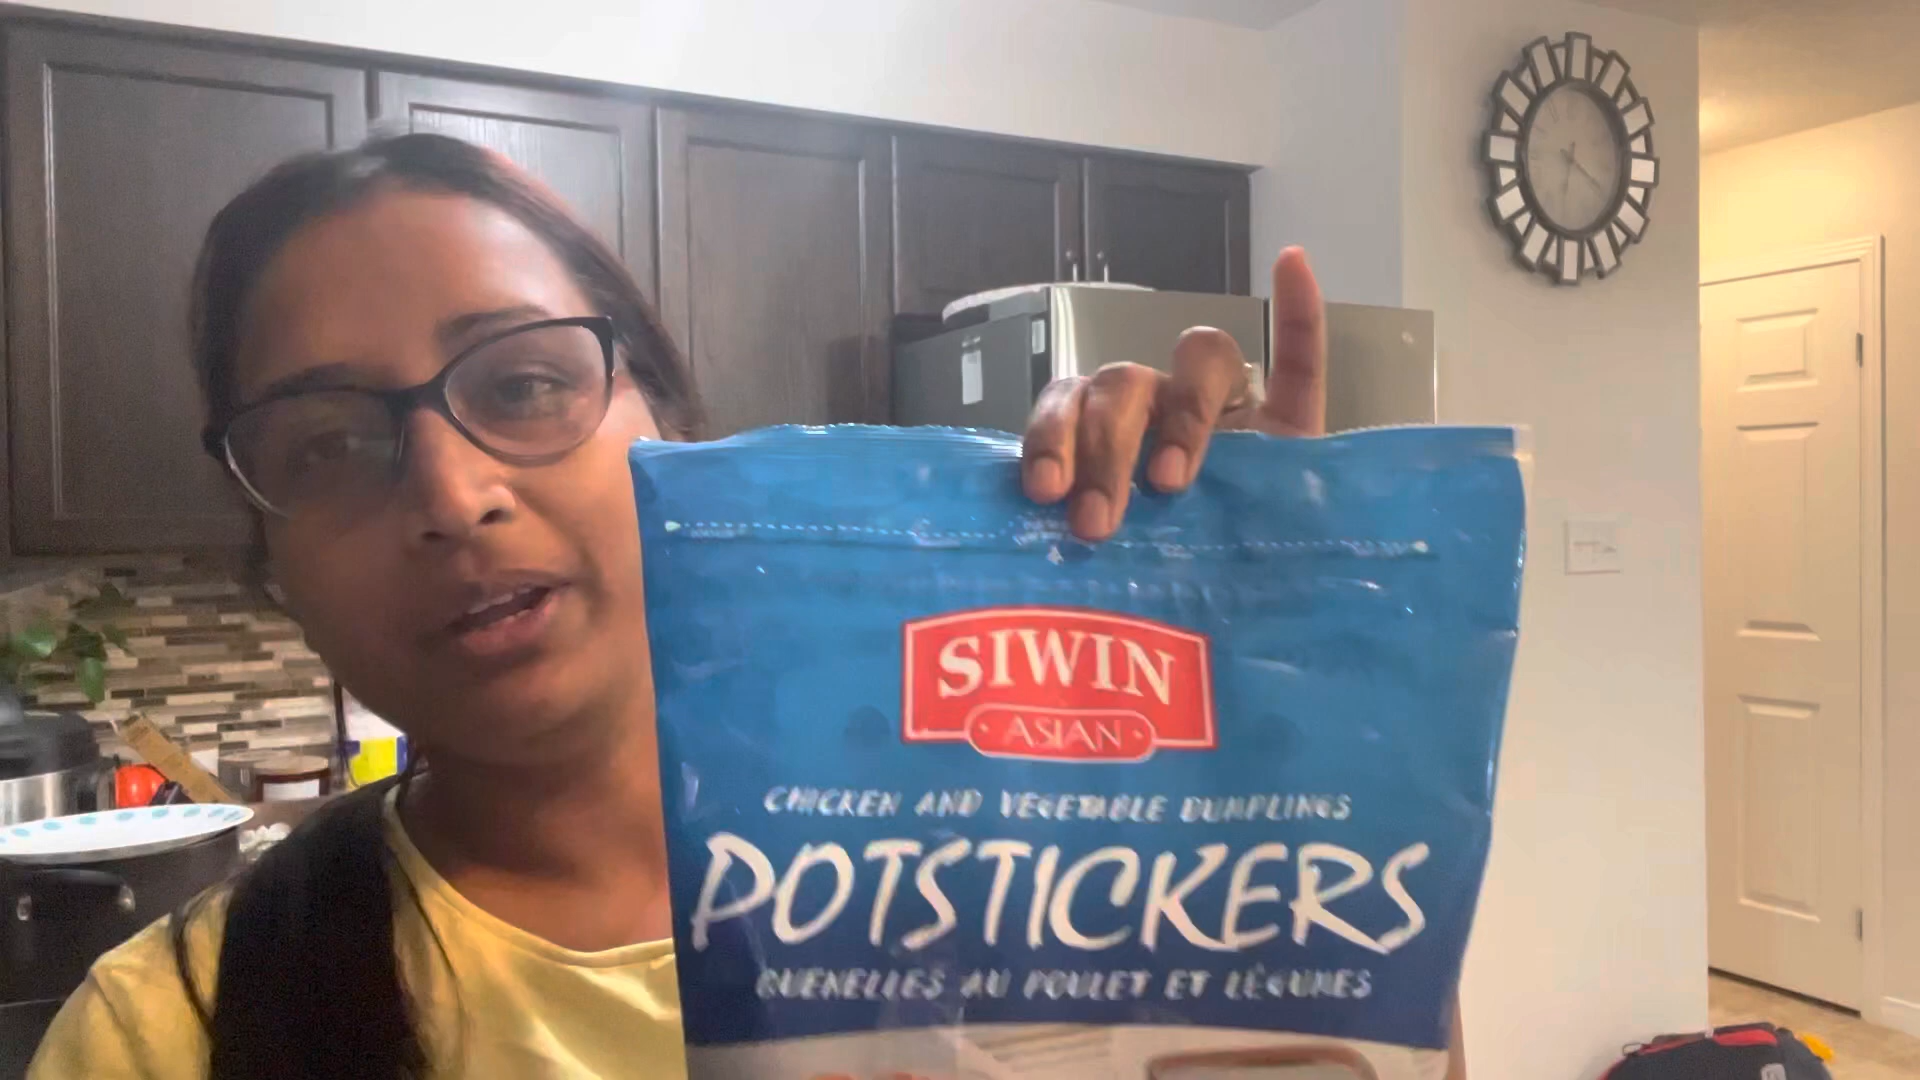 SIWIN
ASIAN
CHICKEN AND VEGETABLE DUMPLINGS
POTSTICKERS
QUENELLES AU POULET ET LÉGUMES